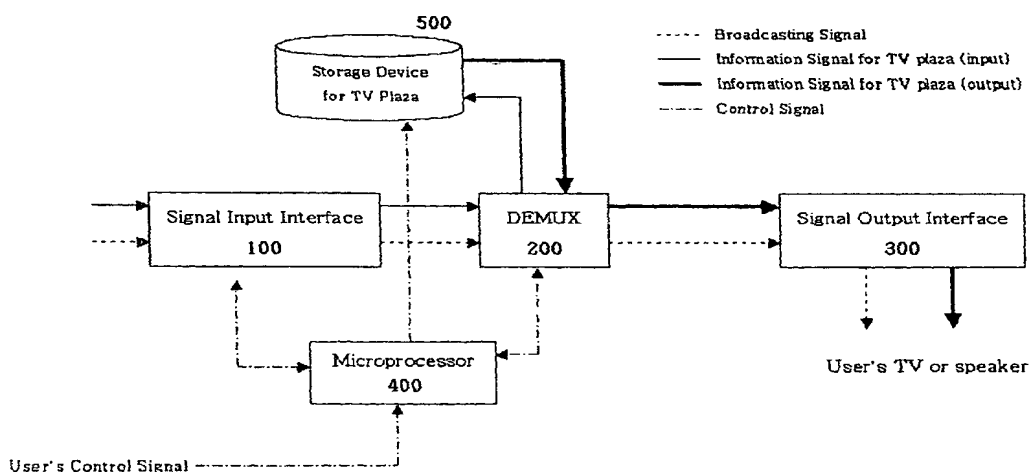 500
Storage Device
for TV Plaza
Broadcasting Signal
Information Signal for TV plaza (input)
Information Signal for TV plaza (output)
Control Signal
Signal Input Interface
100
DEMUX
200
Signal Output Interface
300
Microprocessor
400
User's TV or speaker
User's Control Signal